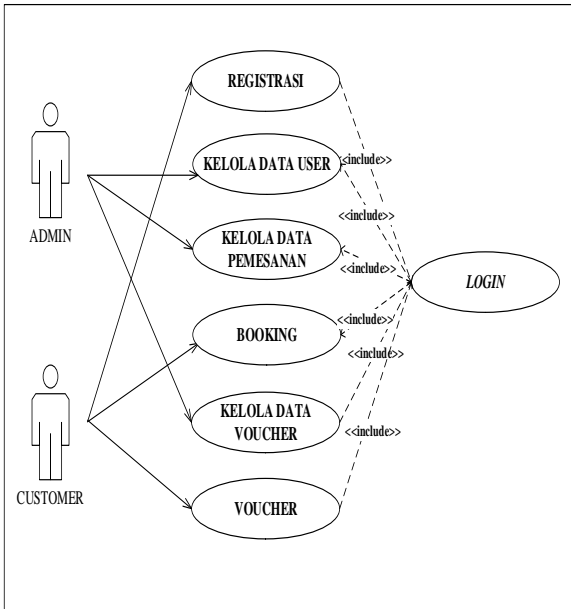 REGISTRASI
<include>>
KELOLA DATA USER
<<include>>
ADMIN
KELOLA DATA
PEMESANAN
<<include>>
LOGIN
<<include>>
BOOKING
<<include>>
KELOLA DATA
VOUCHER
<<include>>
CUSTOMER
VOUCHER